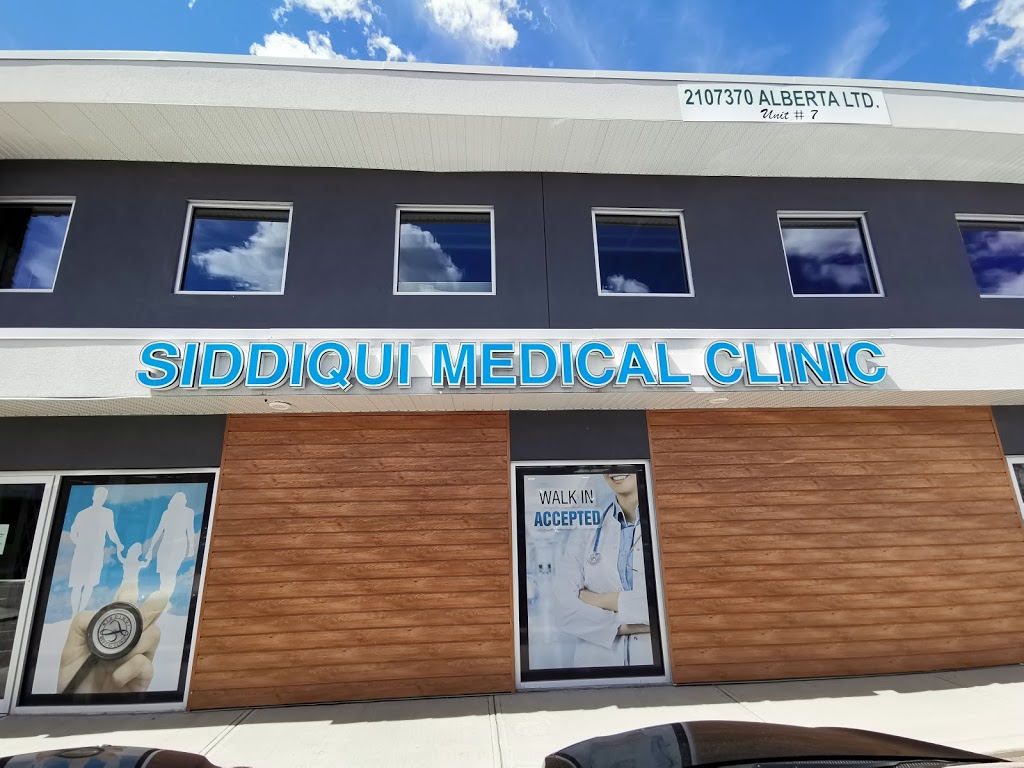 2107370 ALBERTA LTD.
Unit # 7
SIDDIQUI MEDICAL CLINIC
WALK IN
ACCEPTED